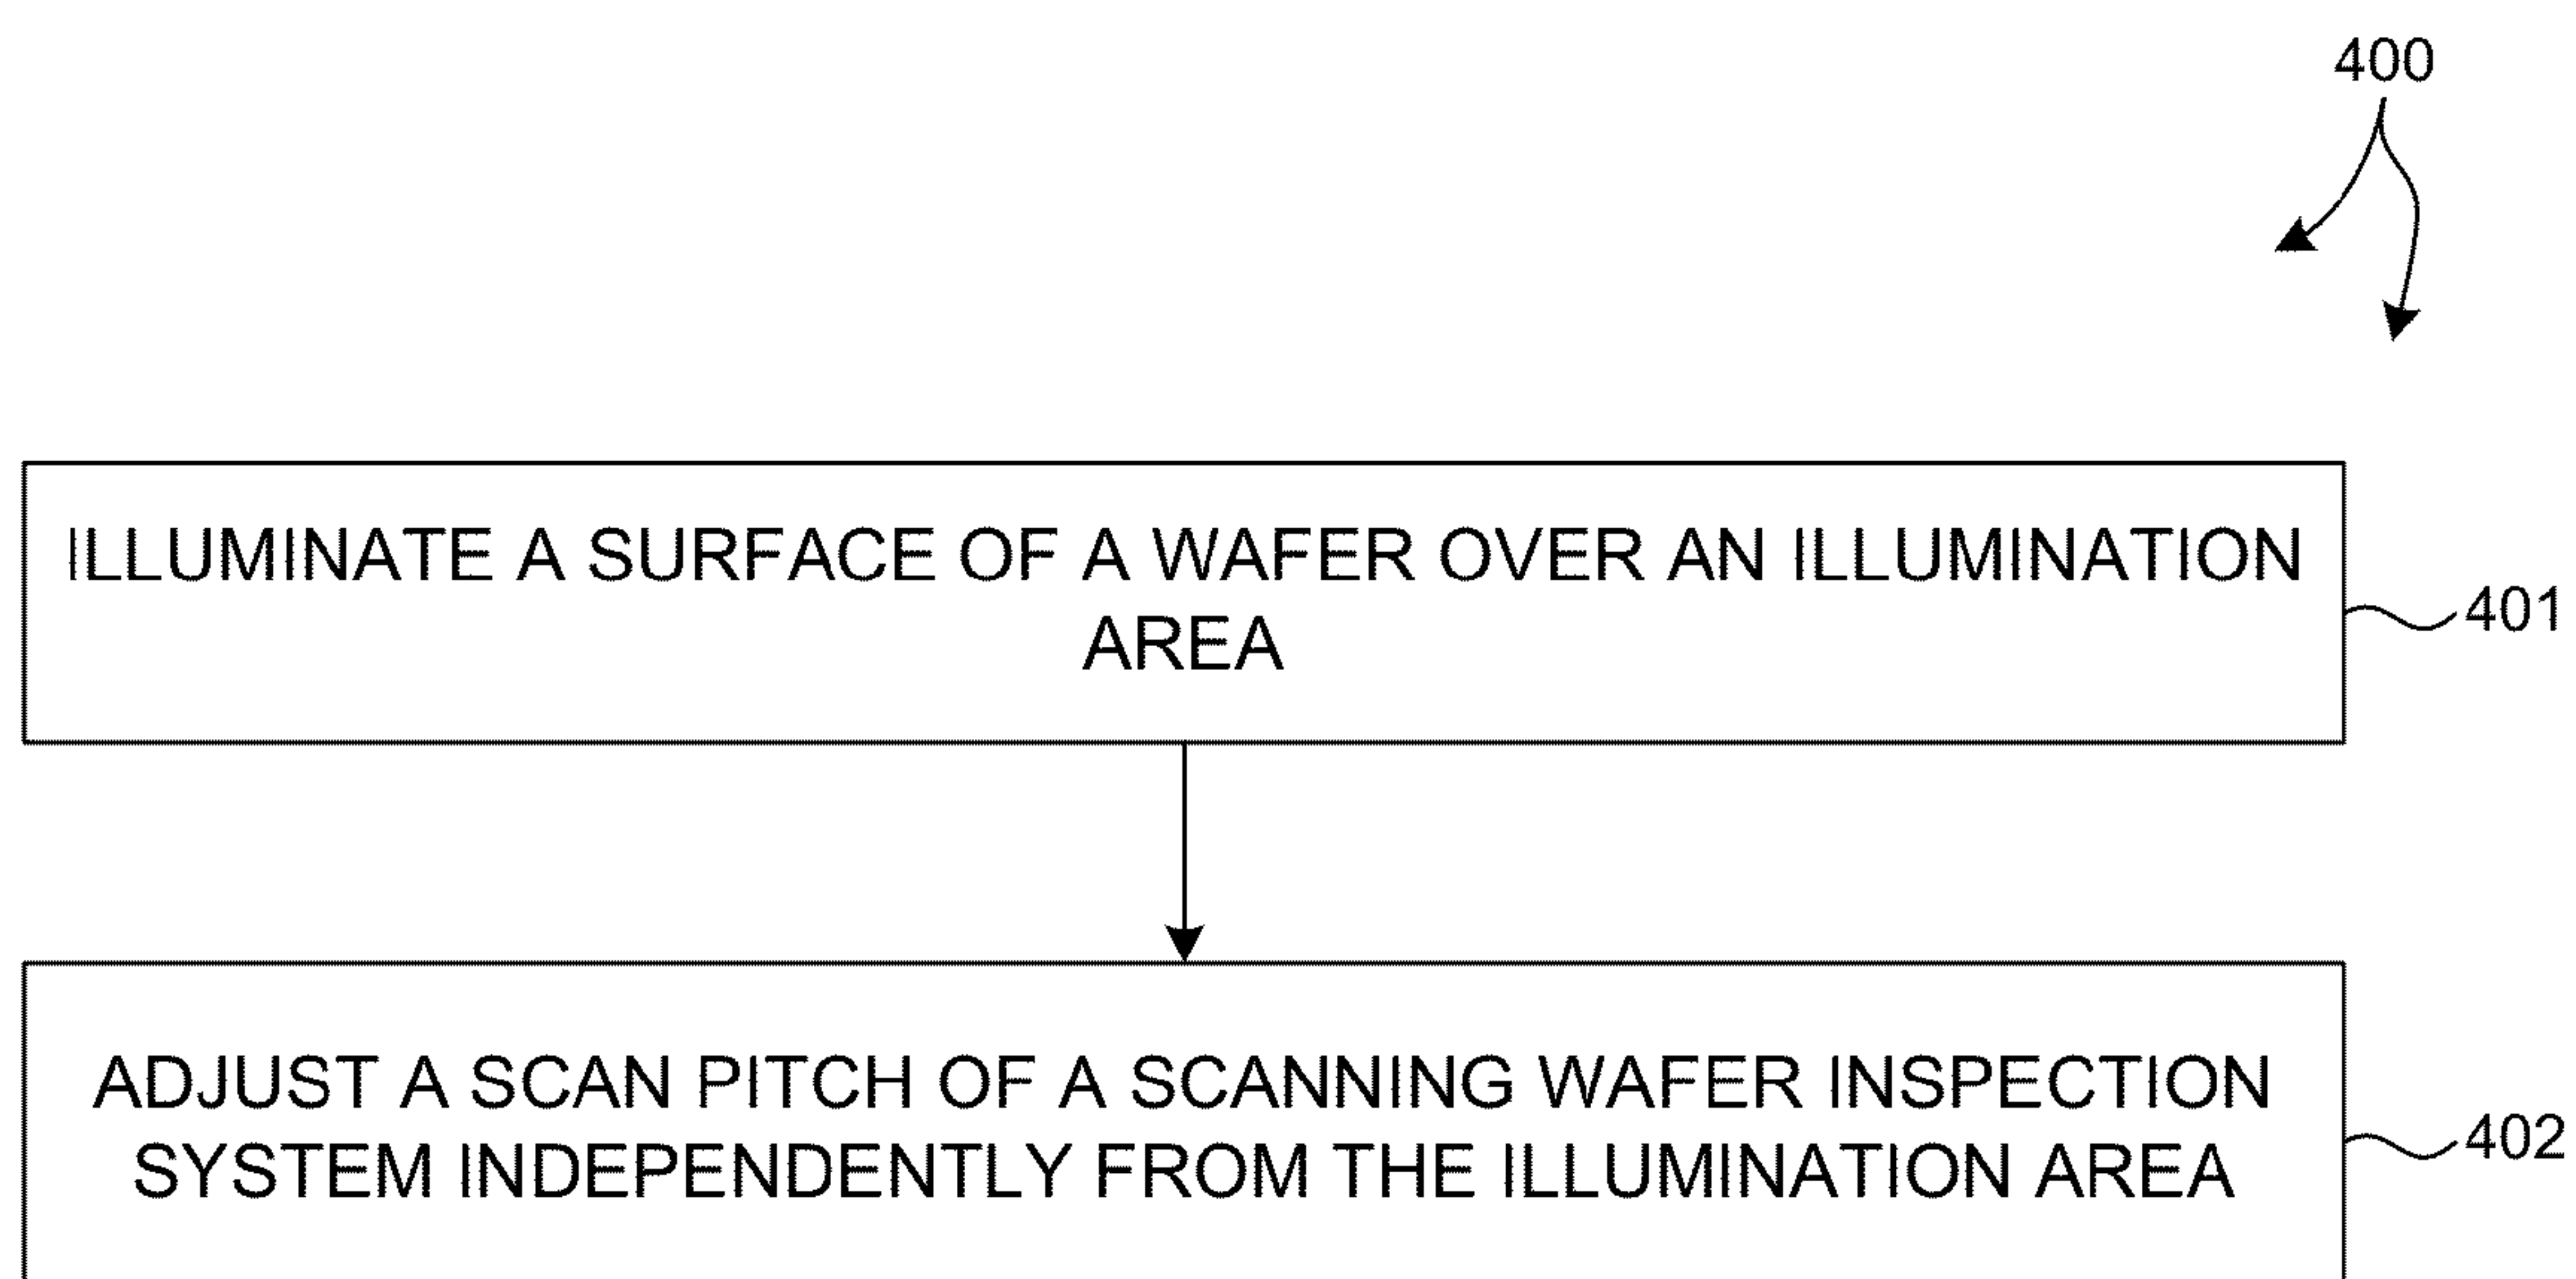 400
ILLUMINATE A SURFACE OF A WAFER OVER AN ILLUMINATION
AREA
401
ADJUST A SCAN PITCH OF A SCANNING WAFER INSPECTION
SYSTEM INDEPENDENTLY FROM THE ILLUMINATION AREA
402